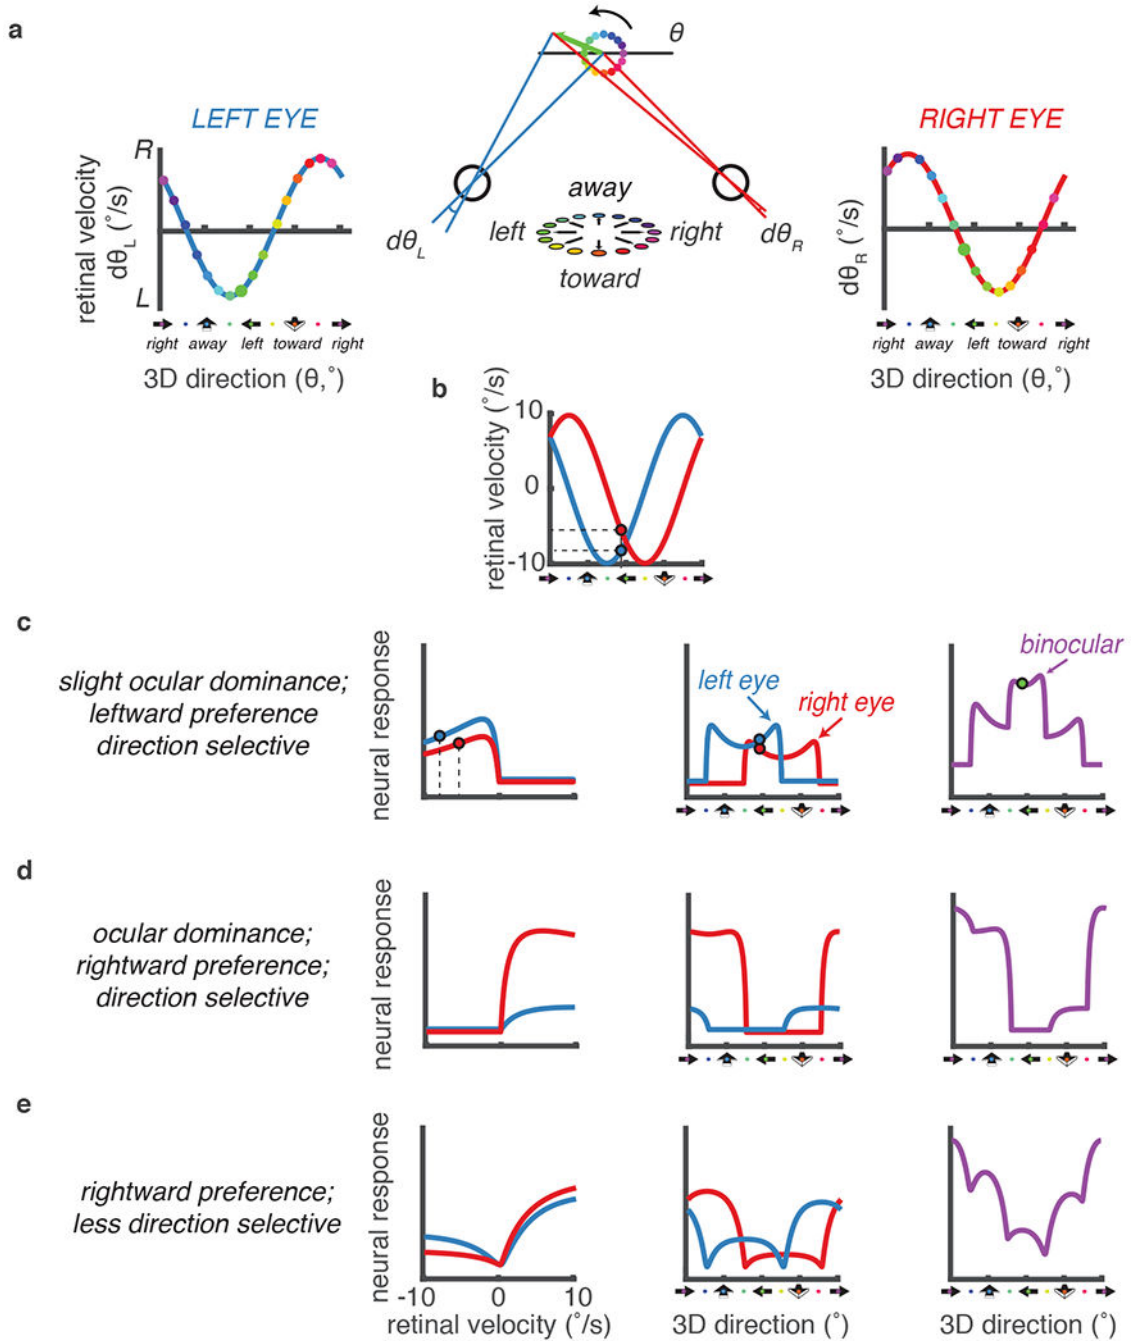 a
θ
LEFT EYE
RIGHT EYE
retinal velocity
dθL (˚/s)
R
L
right away left toward right
3D direction (θ,˚)
dθL
dθR
away
left
right
toward
dθR (˚/s)
right away left toward right
3D direction (θ,˚)
b
retinal velocity (˚/s)
10
0
-10
c
slight ocular dominance;
leftward preference
direction selective
neural response
left eye
right eye
binocular
d
ocular dominance;
rightward preference;
direction selective
neural response
e
rightward preference;
less direction selective
neural response
-10 0 10
retinal velocity (˚/s)
3D direction (˚)
3D direction (˚)